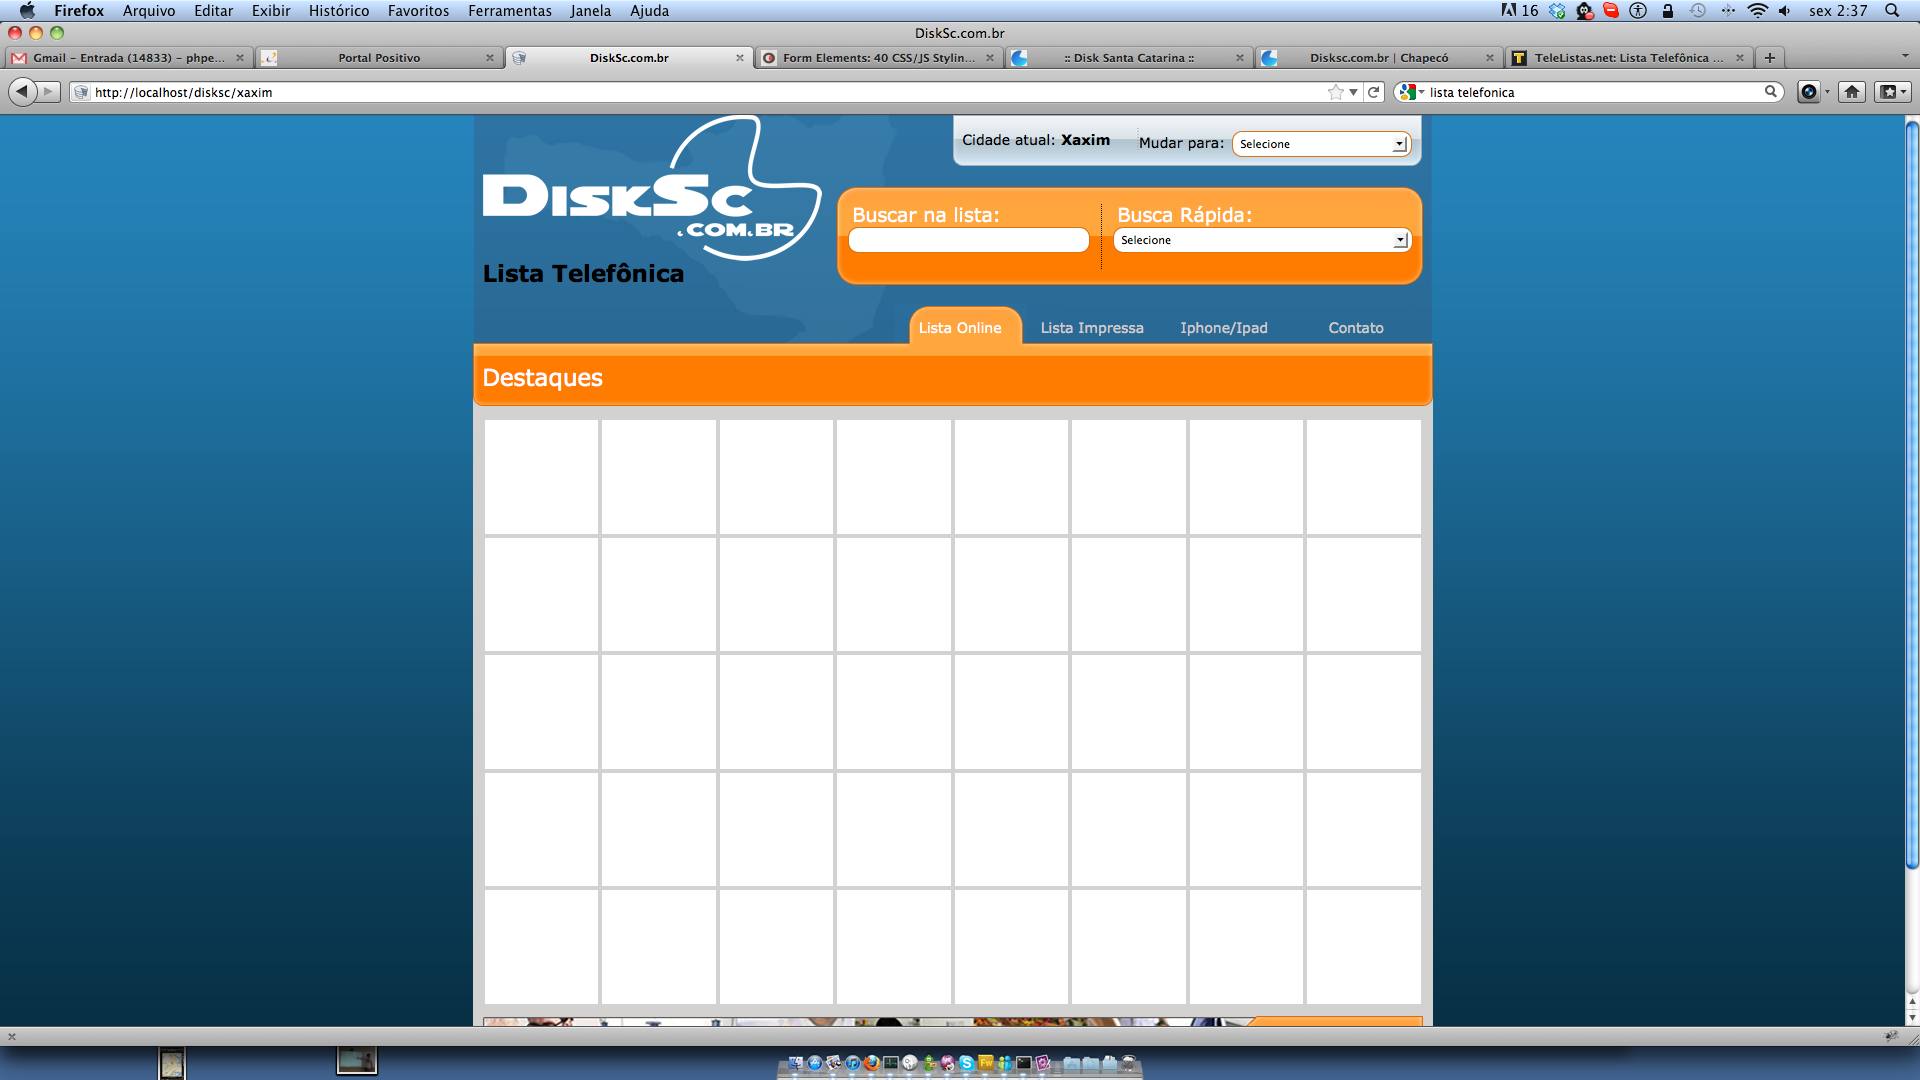 Firefox Arquivo Editar Exibir Histórico Favoritos Ferramentas Janela Ajuda 16 sex 2:37
DiskSc.com.br
Gmail - Entrada (14833) - phpe... Portal Positivo DiskSc.com.br Form Elements: 40 CSS/JS Stylin... :: Disk Santa Catarina :: Disksc.com.br | Chapecó TeleListas.net: Lista Telefônica ...
http://localhost/disksc/xaxim lista telefonica
Cidade atual: Xaxim Mudar para: Selecione
DiskSc
.com.br
Lista Telefônica
Buscar na lista: Busca Rápida:
Selecione
Lista Online Lista Impressa Iphone/Ipad Contato
Destaques